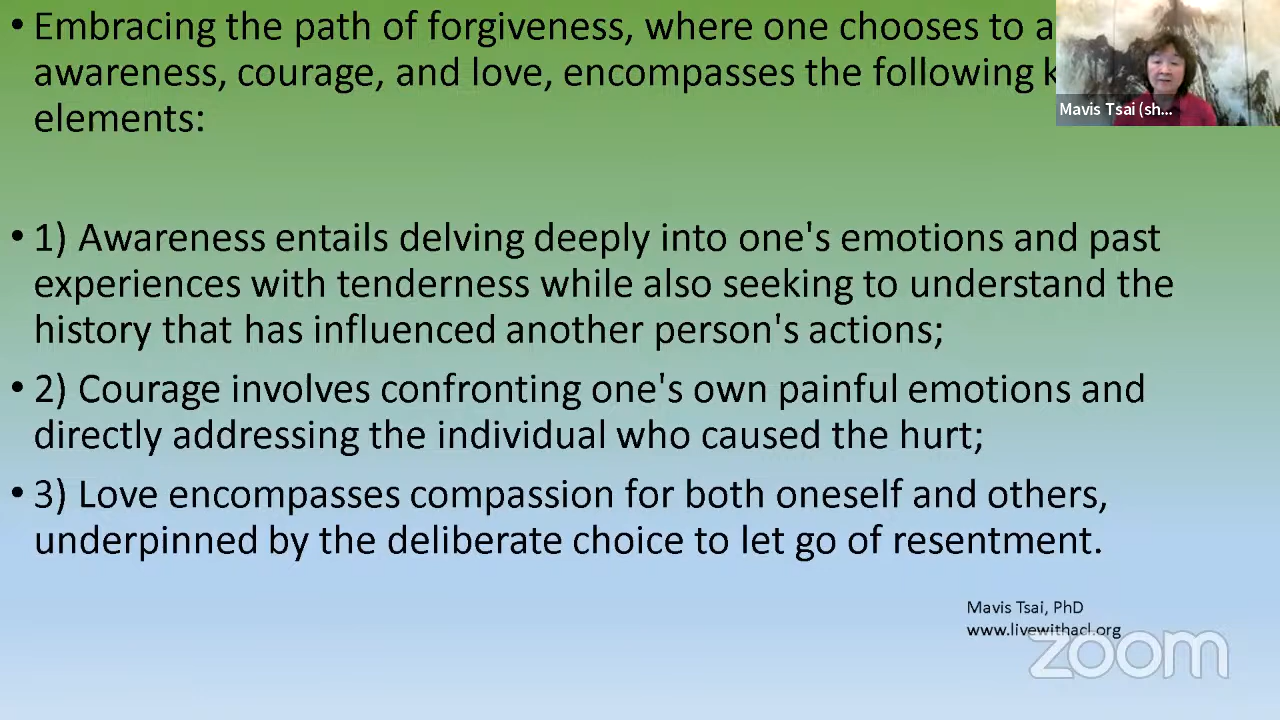 • Embracing the path of forgiveness, where one chooses to a
awareness, courage, and love, encompasses the following k
elements:
Mavis Tsai (sh...
• 1) Awareness entails delving deeply into one's emotions and past
experiences with tenderness while also seeking to understand the
history that has influenced another person's actions;
• 2) Courage involves confronting one's own painful emotions and
directly addressing the individual who caused the hurt;
• 3) Love encompasses compassion for both oneself and others,
underpinned by the deliberate choice to let go of resentment.
Mavis Tsai, PhD
www.livewithacl.org
zoom